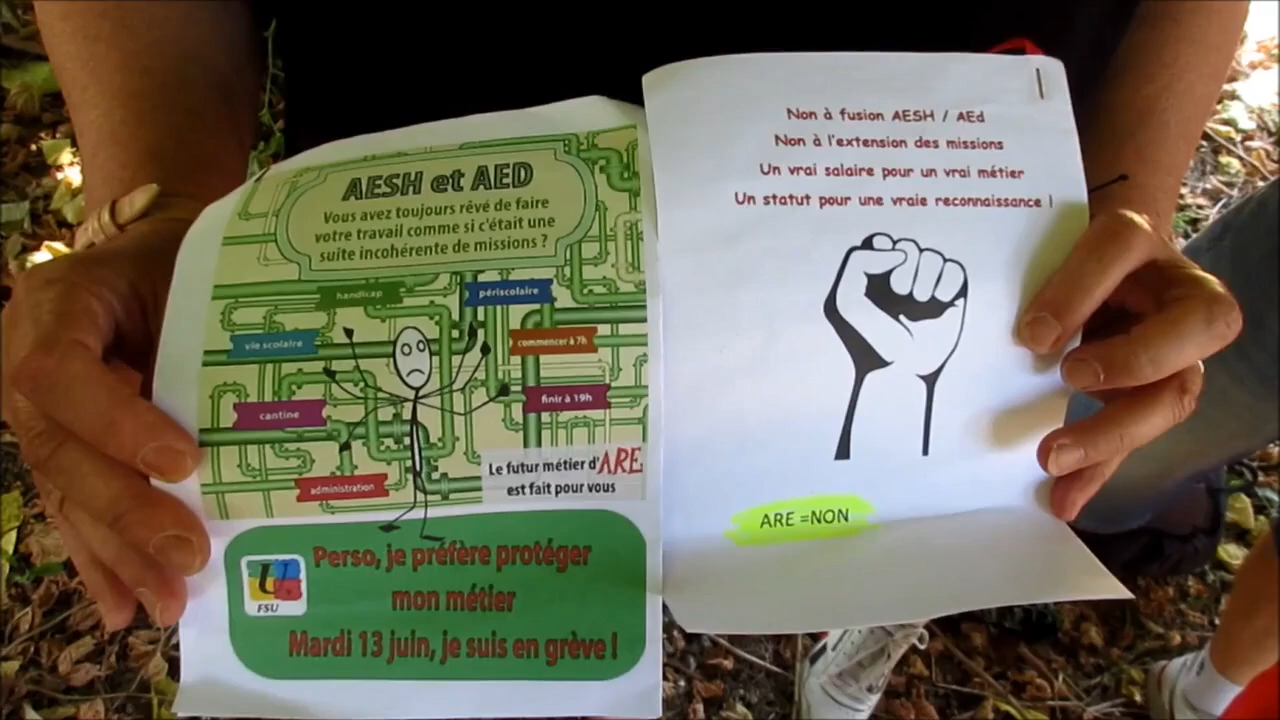 AESH et AED
Vous avez toujours rêvé de faire
votre travail comme si c'était une
suite incohérente de missions ?
handicap
périscolaire
vie scolaire
commencer à 7h
cantine
finir à 19h
administration
Le futur métier d'ARE
est fait pour vous
FSU
Perso, je préfère protéger
mon métier
Mardi 13 juin, je suis en grève !
Non à fusion AESH / AEd
Non à l'extension des missions
Un vrai salaire pour un vrai métier
Un statut pour une vraie reconnaissance !
ARE =NON